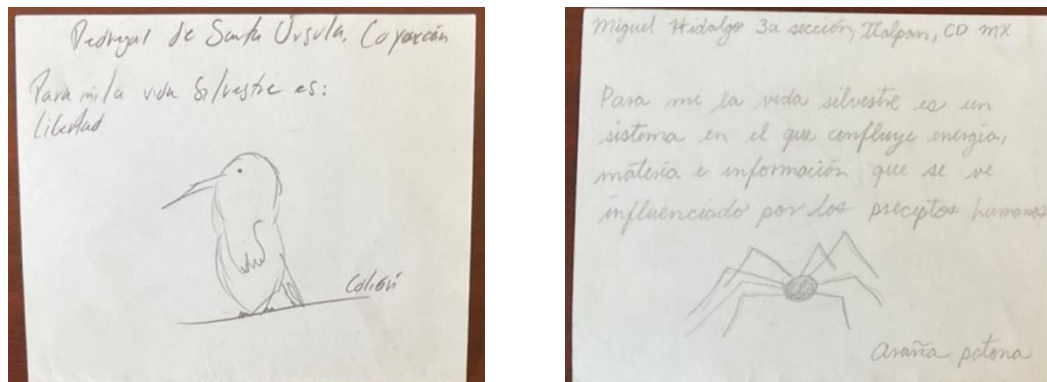 Pedregal de Santa Úrsula, Coyoacán
Para mi la vida Silvestre es:
Libertad
Colibrí
Miguel Hidalgo 3a sección, Tlalpan, CD MX
Para mi la vida silvestre es un
sistema en el que confluye energía,
máteria e información que se ve
influenciado por los preceptos humanos
Araña patona